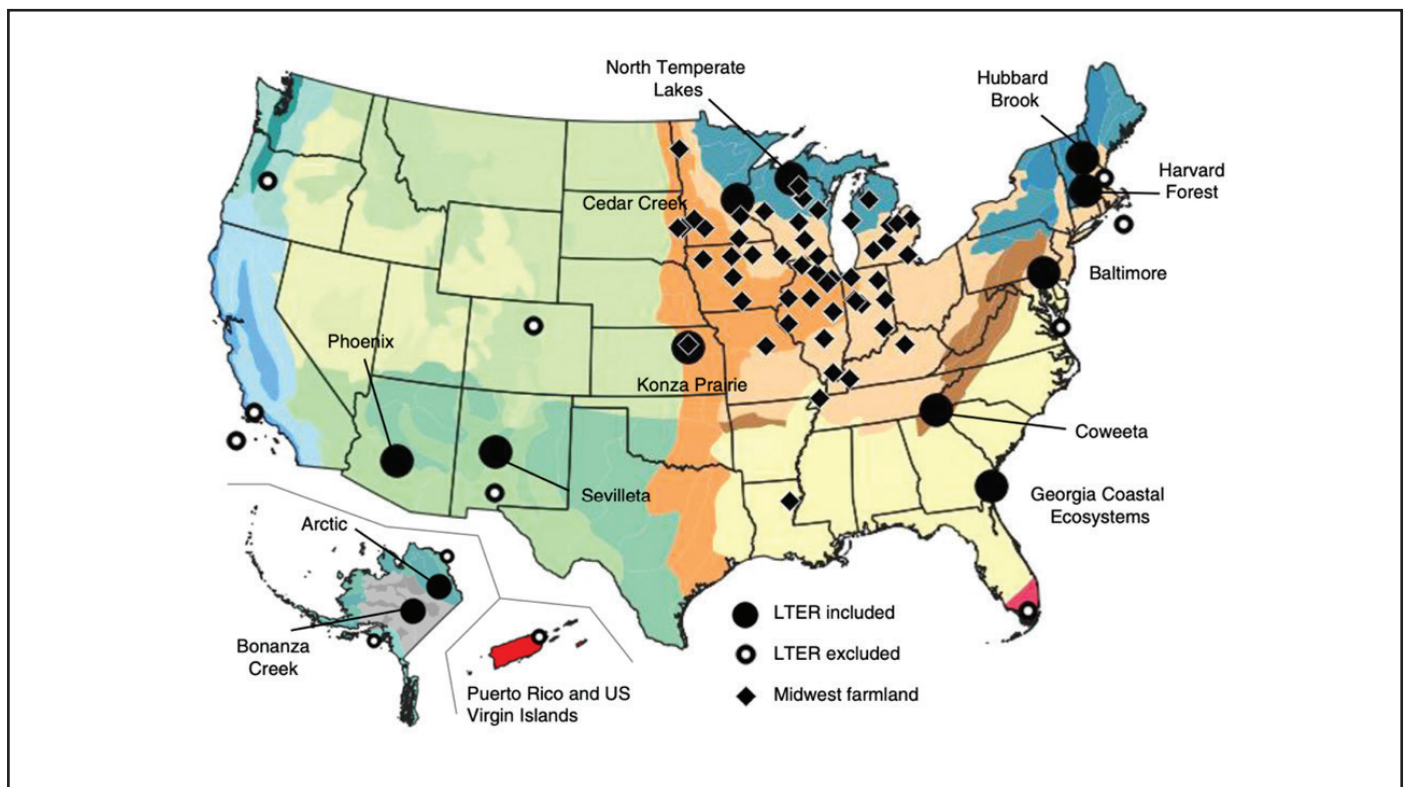 North Temperate
Lakes
Hubbard
Brook
Harvard
Forest
Cedar Creek
Baltimore
Phoenix
Konza Prairie
Coweeta
Sevilleta
Georgia Coastal
Ecosystems
Arctic
Bonanza
Creek
Puerto Rico and US
Virgin Islands
LTER included
LTER excluded
Midwest farmland